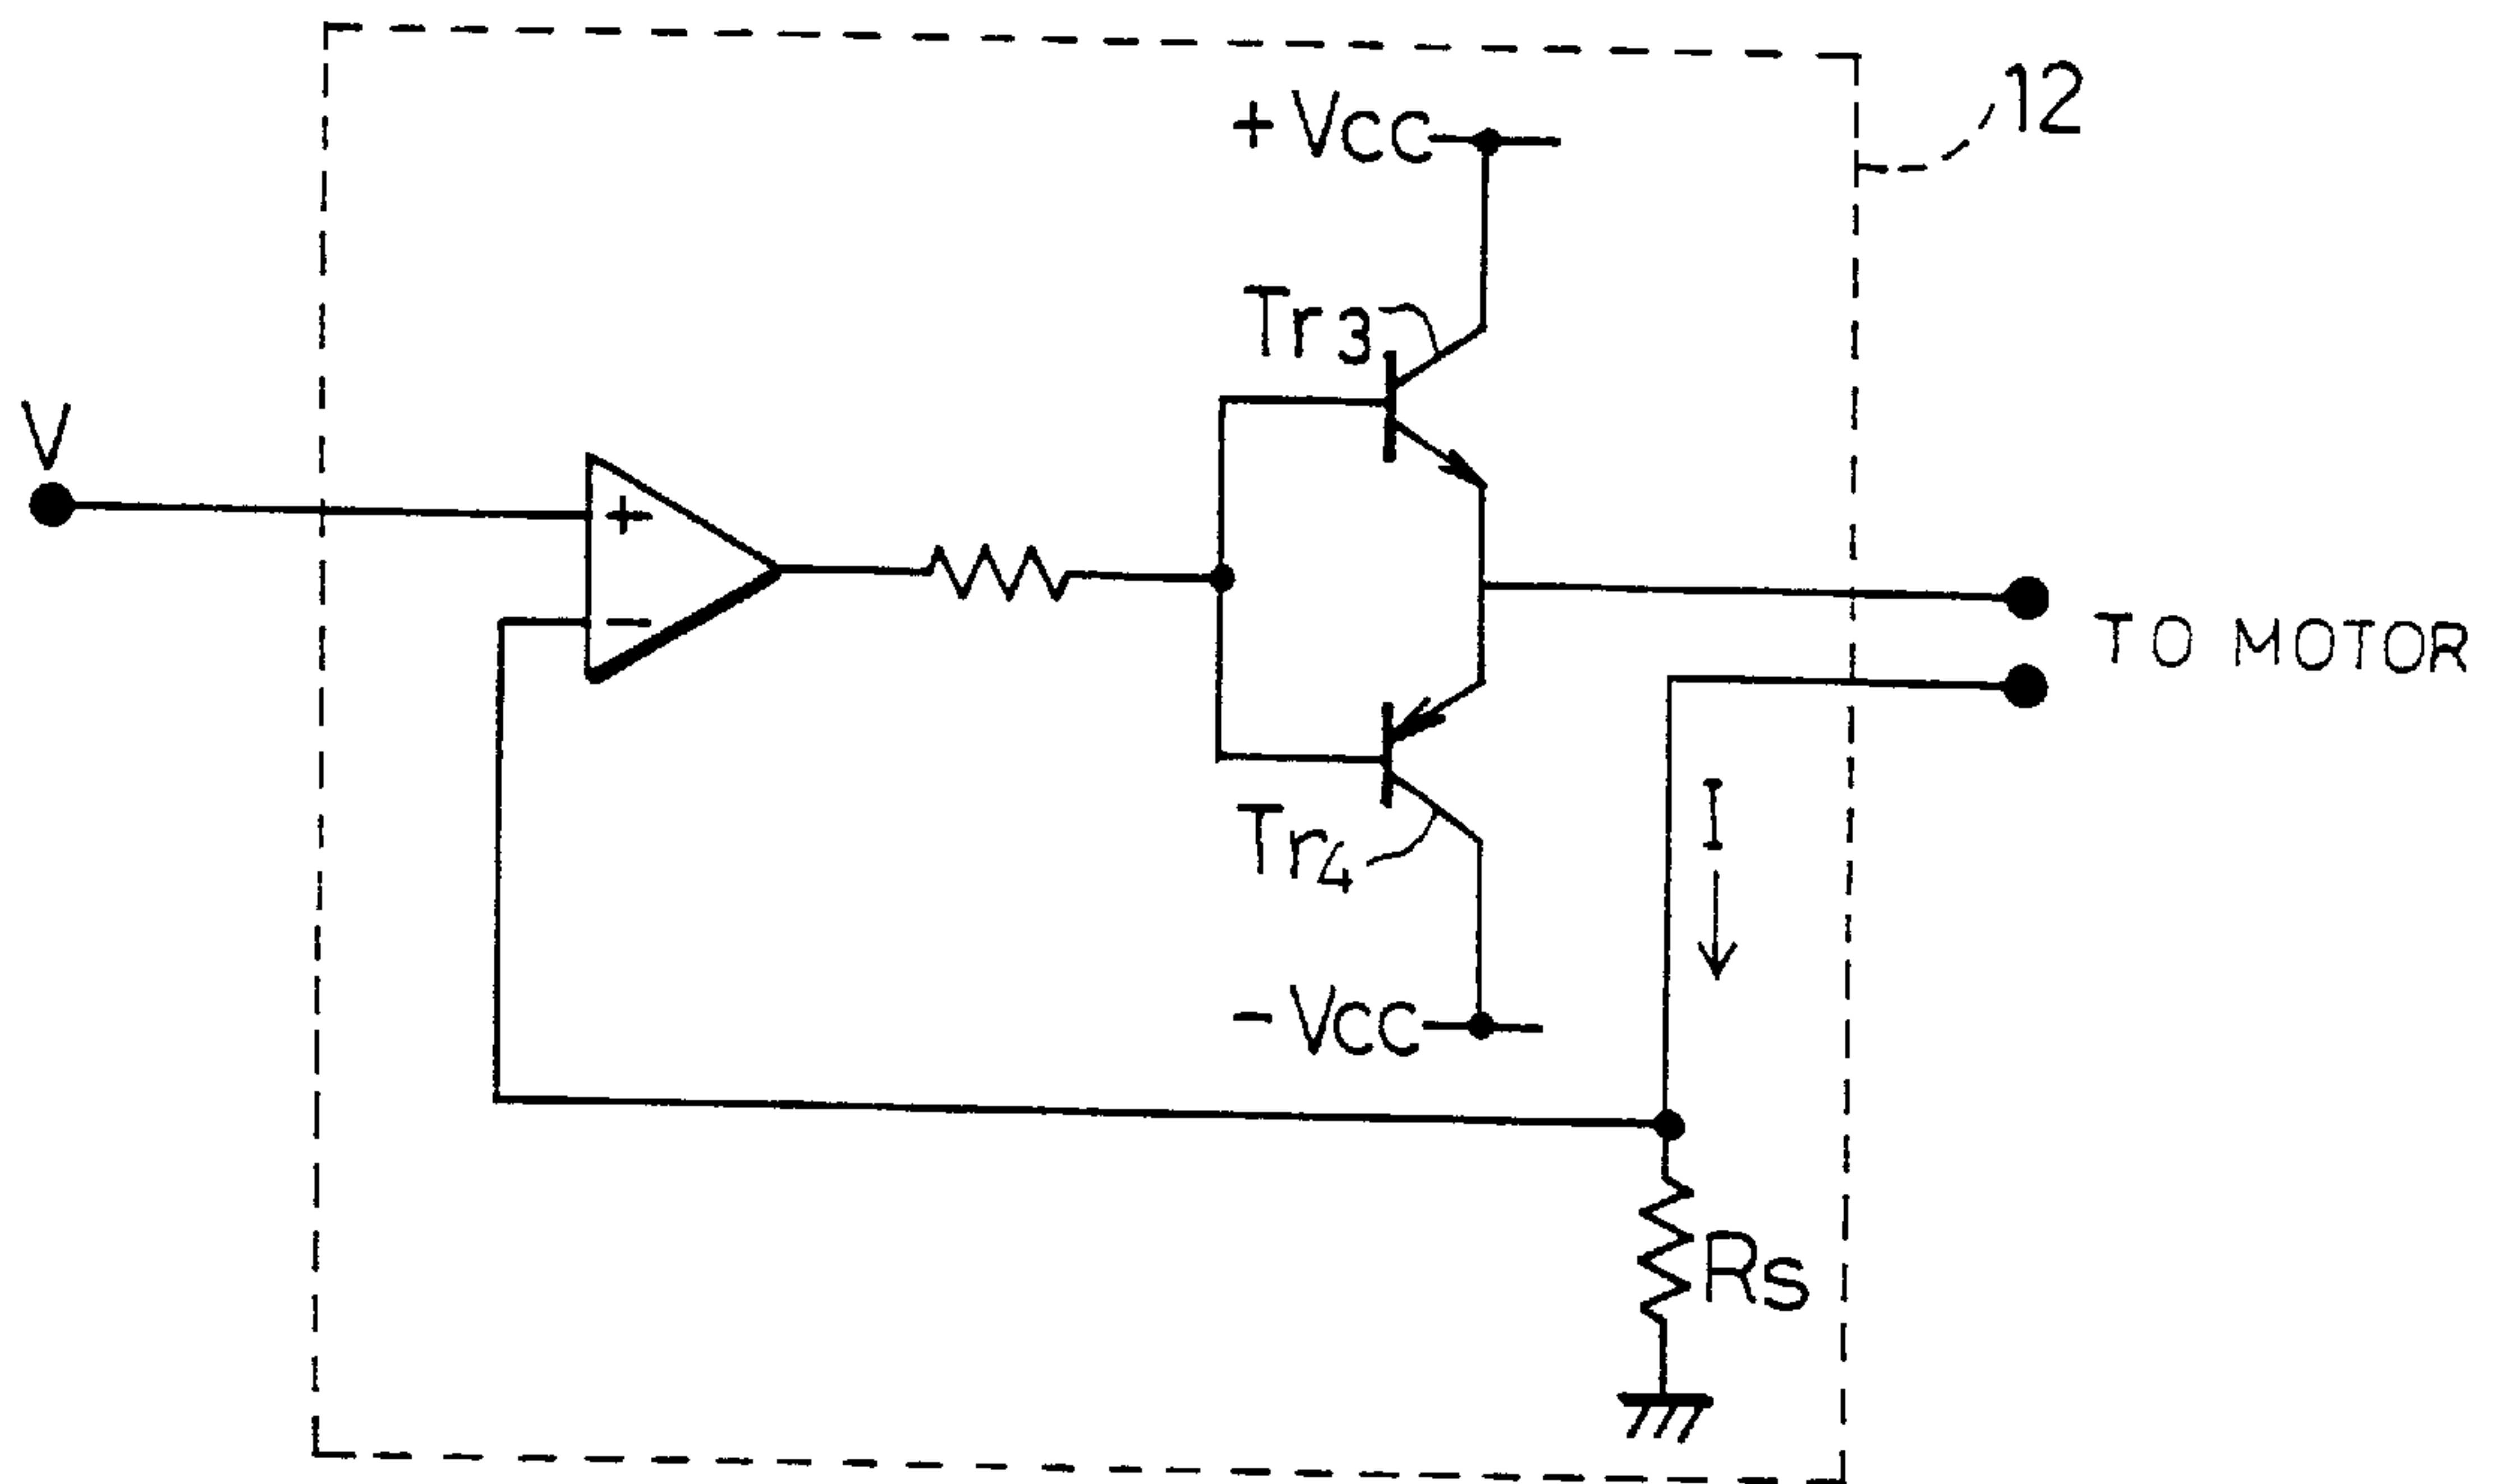 12
+Vcc
Tr3
V
+
-
TO MOTOR
I
Tr4
-Vcc
Rs